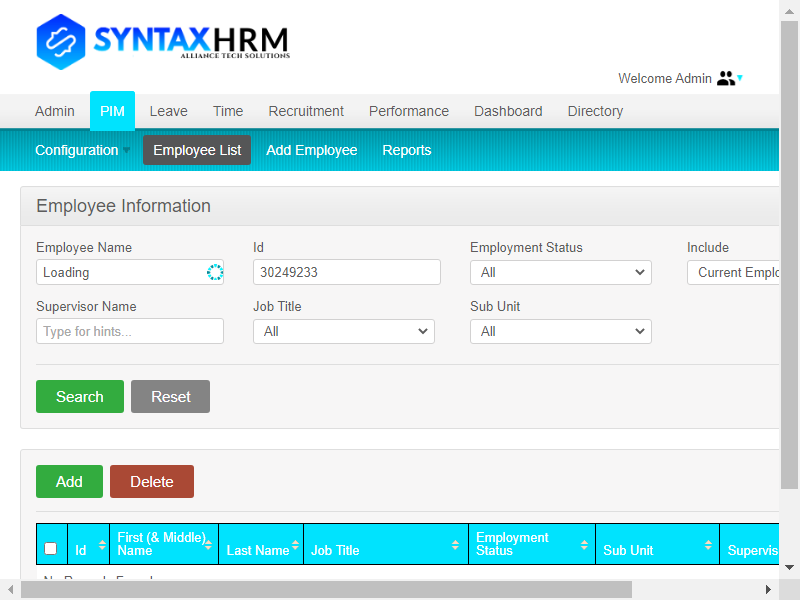 SYNTAXHRM
ALLIANCE TECH SOLUTIONS
Welcome Admin
Admin PIM Leave Time Recruitment Performance Dashboard Directory
Configuration Employee List Add Employee Reports
Employee Information
Employee Name Id Employment Status Include
Loading 30249233 All Current Emplo
Supervisor Name Job Title Sub Unit
Type for hints... All All
Search Reset
Add Delete
Id First (& Middle) Name Last Name Job Title Employment Status Sub Unit Supervis